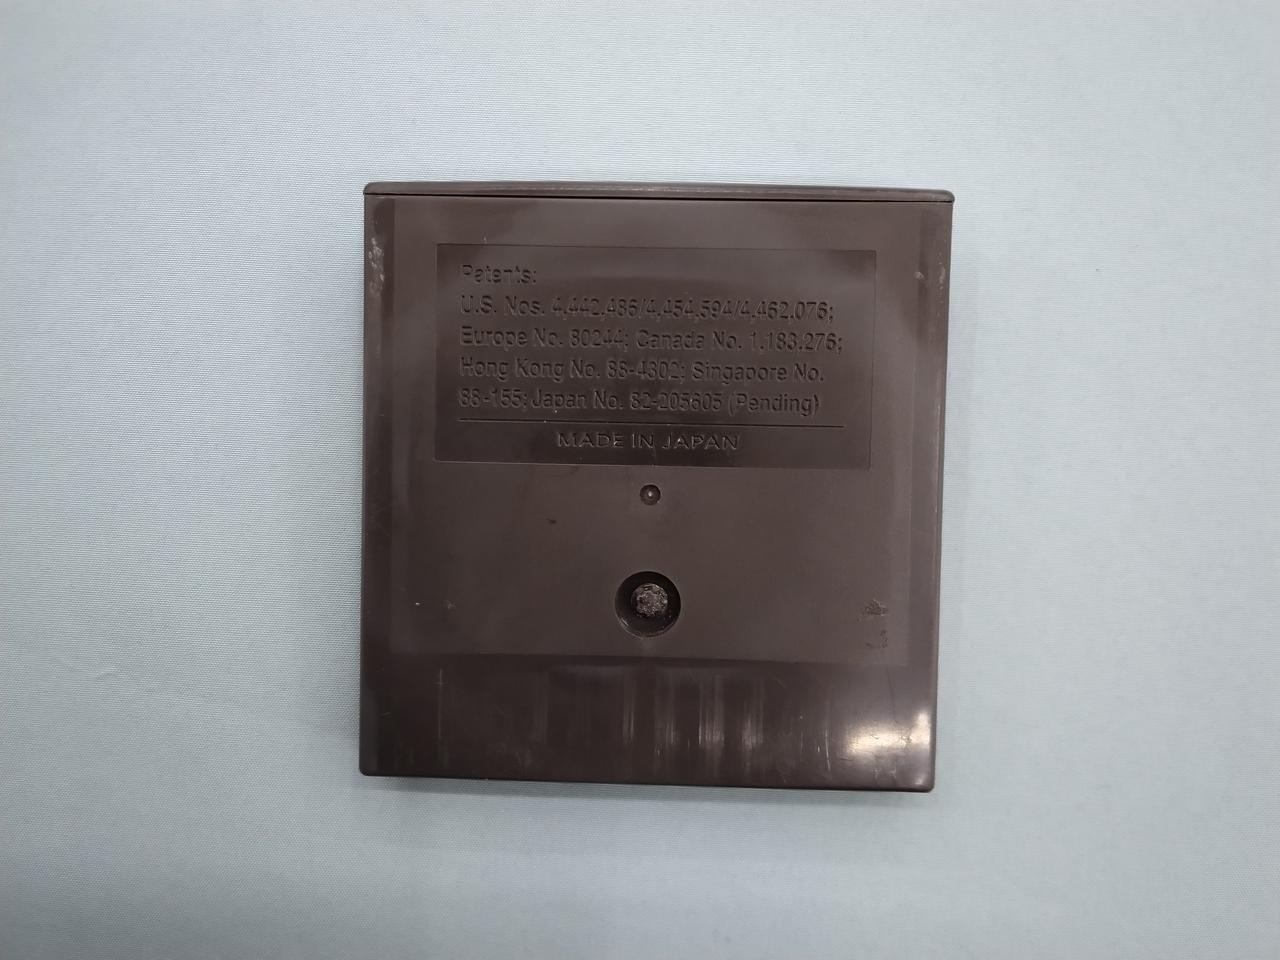 Patents:
U.S. Nos. 4,442,486/4,454,594/4,462,076;
Europe No. 80244; Canada No. 1,183,276;
Hong Kong No. 88-4302; Singapore No.
88-155; Japan No. 82-205605 (Pending)
MADE IN JAPAN